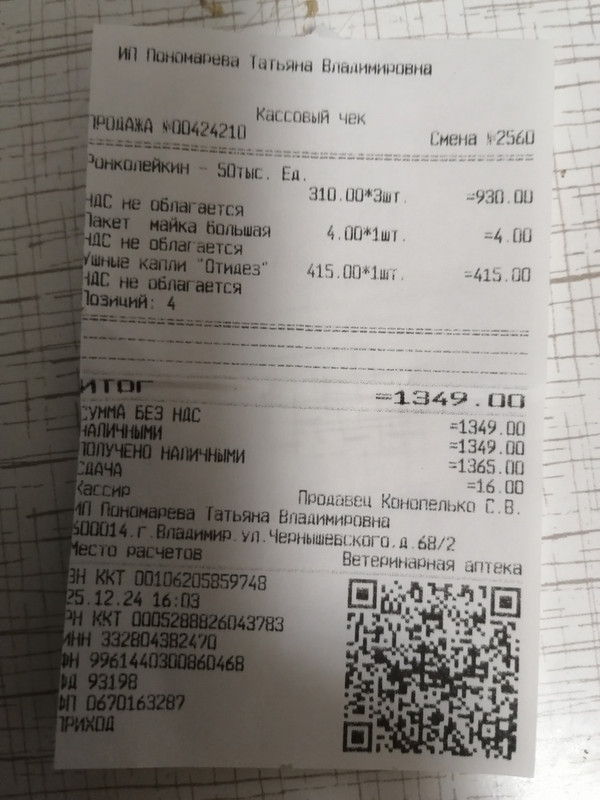 ИП Пономарева Татьяна Владимировна
Кассовый чек
ПРОДАЖА №00424210 Смена №2560
Ронколейкин - 50тыс. Ед.
310.00*3шт. =930.00
НДС не облагается
Пакет майка большая 4.00*1шт. =4.00
НДС не облагается
Ушные капли "Отидез" 415.00*1шт. =415.00
НДС не облагается
Позиций: 4
ИТОГ =1349.00
СУММА БЕЗ НДС =1349.00
НАЛИЧНЫМИ =1349.00
ПОЛУЧЕНО НАЛИЧНЫМИ =1365.00
СДАЧА =16.00
Кассир Продавец Конопелько С.В.
ИП Пономарева Татьяна Владимировна
600014.г.Владимир.ул.Чернышевского.д.68/2
Место расчетов Ветеринарная аптека
ЗН ККТ 00106205859748
25.12.24 16:03
РН ККТ 0005288826043783
ИНН 332804382470
ФН 9961440300860468
ФД 93198
ФП 0670163287
ПРИХОД